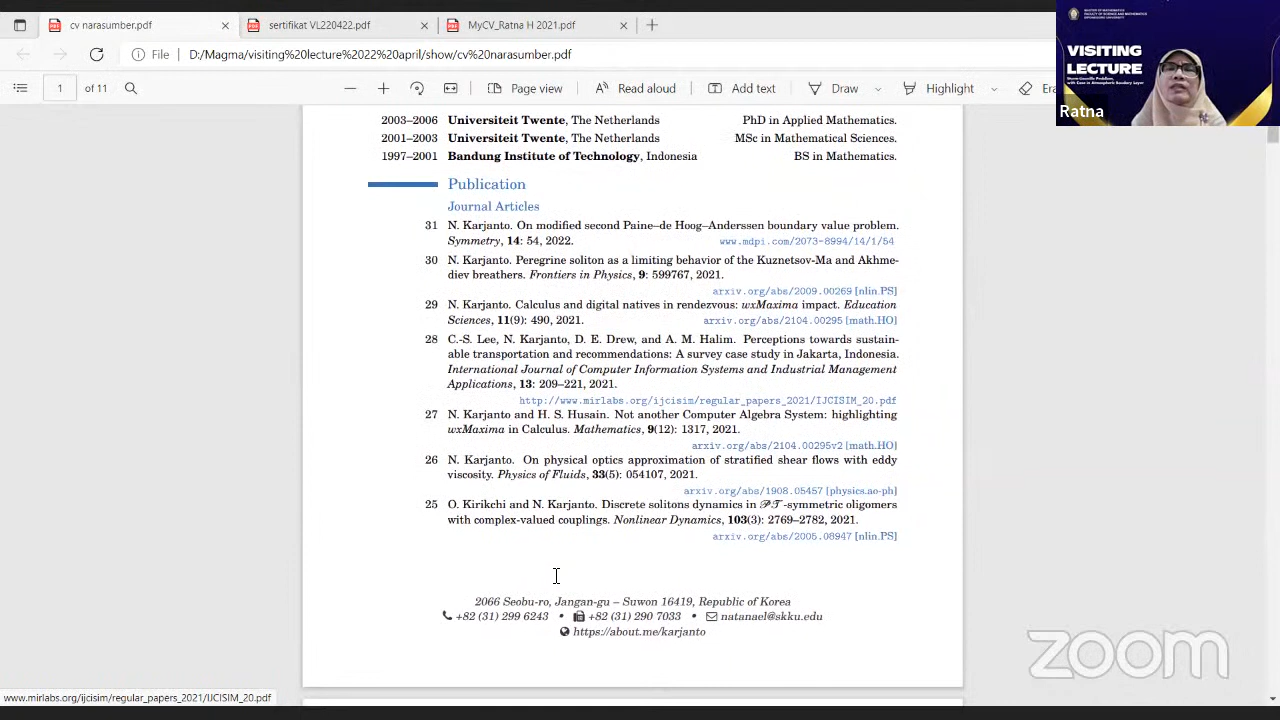 cv narasumber.pdf
sertifikat VL220422.pdf
MyCV_Ratna H 2021.pdf
File
D:/Magma/visiting%20lecture%2022%20april/show/cv%20narasumber.pdf
1 of 11
Page view
Read aloud
Add text
Draw
Highlight
Era
MASTER OF MATHEMATICS
FACULTY OF SCIENCE AND MATHEMATICS
DIPONEGORO UNIVERSITY
VISITING
LECTURE
Ratna
2003–2006 Universiteit Twente, The Netherlands PhD in Applied Mathematics.
2001–2003 Universiteit Twente, The Netherlands MSc in Mathematical Sciences.
1997–2001 Bandung Institute of Technology, Indonesia BS in Mathematics.
Publication
Journal Articles
31 N. Karjanto. On modified second Paine–de Hoog–Anderssen boundary value problem.
Symmetry, 14: 54, 2022. www.mdpi.com/2073-8994/14/1/54
30 N. Karjanto. Peregrine soliton as a limiting behavior of the Kuznetsov-Ma and Akhme-
diev breathers. Frontiers in Physics, 9: 599767, 2021.
arxiv.org/abs/2009.00269 [nlin.PS]
29 N. Karjanto. Calculus and digital natives in rendezvous: wxMaxima impact. Education
Sciences, 11(9): 490, 2021. arxiv.org/abs/2104.00295 [math.HO]
28 C.-S. Lee, N. Karjanto, D. E. Drew, and A. M. Halim. Perceptions towards sustain-
able transportation and recommendations: A survey case study in Jakarta, Indonesia.
International Journal of Computer Information Systems and Industrial Management
Applications, 13: 209–221, 2021.
http://www.mirlabs.org/ijcisim/regular_papers_2021/IJCISIM_20.pdf
27 N. Karjanto and H. S. Husain. Not another Computer Algebra System: highlighting
wxMaxima in Calculus. Mathematics, 9(12): 1317, 2021.
arxiv.org/abs/2104.00295v2 [math.HO]
26 N. Karjanto. On physical optics approximation of stratified shear flows with eddy
viscosity. Physics of Fluids, 33(5): 054107, 2021.
arxiv.org/abs/1908.05457 [physics.ao-ph]
25 O. Kirikchi and N. Karjanto. Discrete solitons dynamics in 𝒫𝒯-symmetric oligomers
with complex-valued couplings. Nonlinear Dynamics, 103(3): 2769–2782, 2021.
arxiv.org/abs/2005.08947 [nlin.PS]
2066 Seobu-ro, Jangan-gu – Suwon 16419, Republic of Korea
+82 (31) 299 6243 • +82 (31) 290 7033 • natanael@skku.edu
https://about.me/karjanto
www.mirlabs.org/ijcisim/regular_papers_2021/IJCISIM_20.pdf
zoom